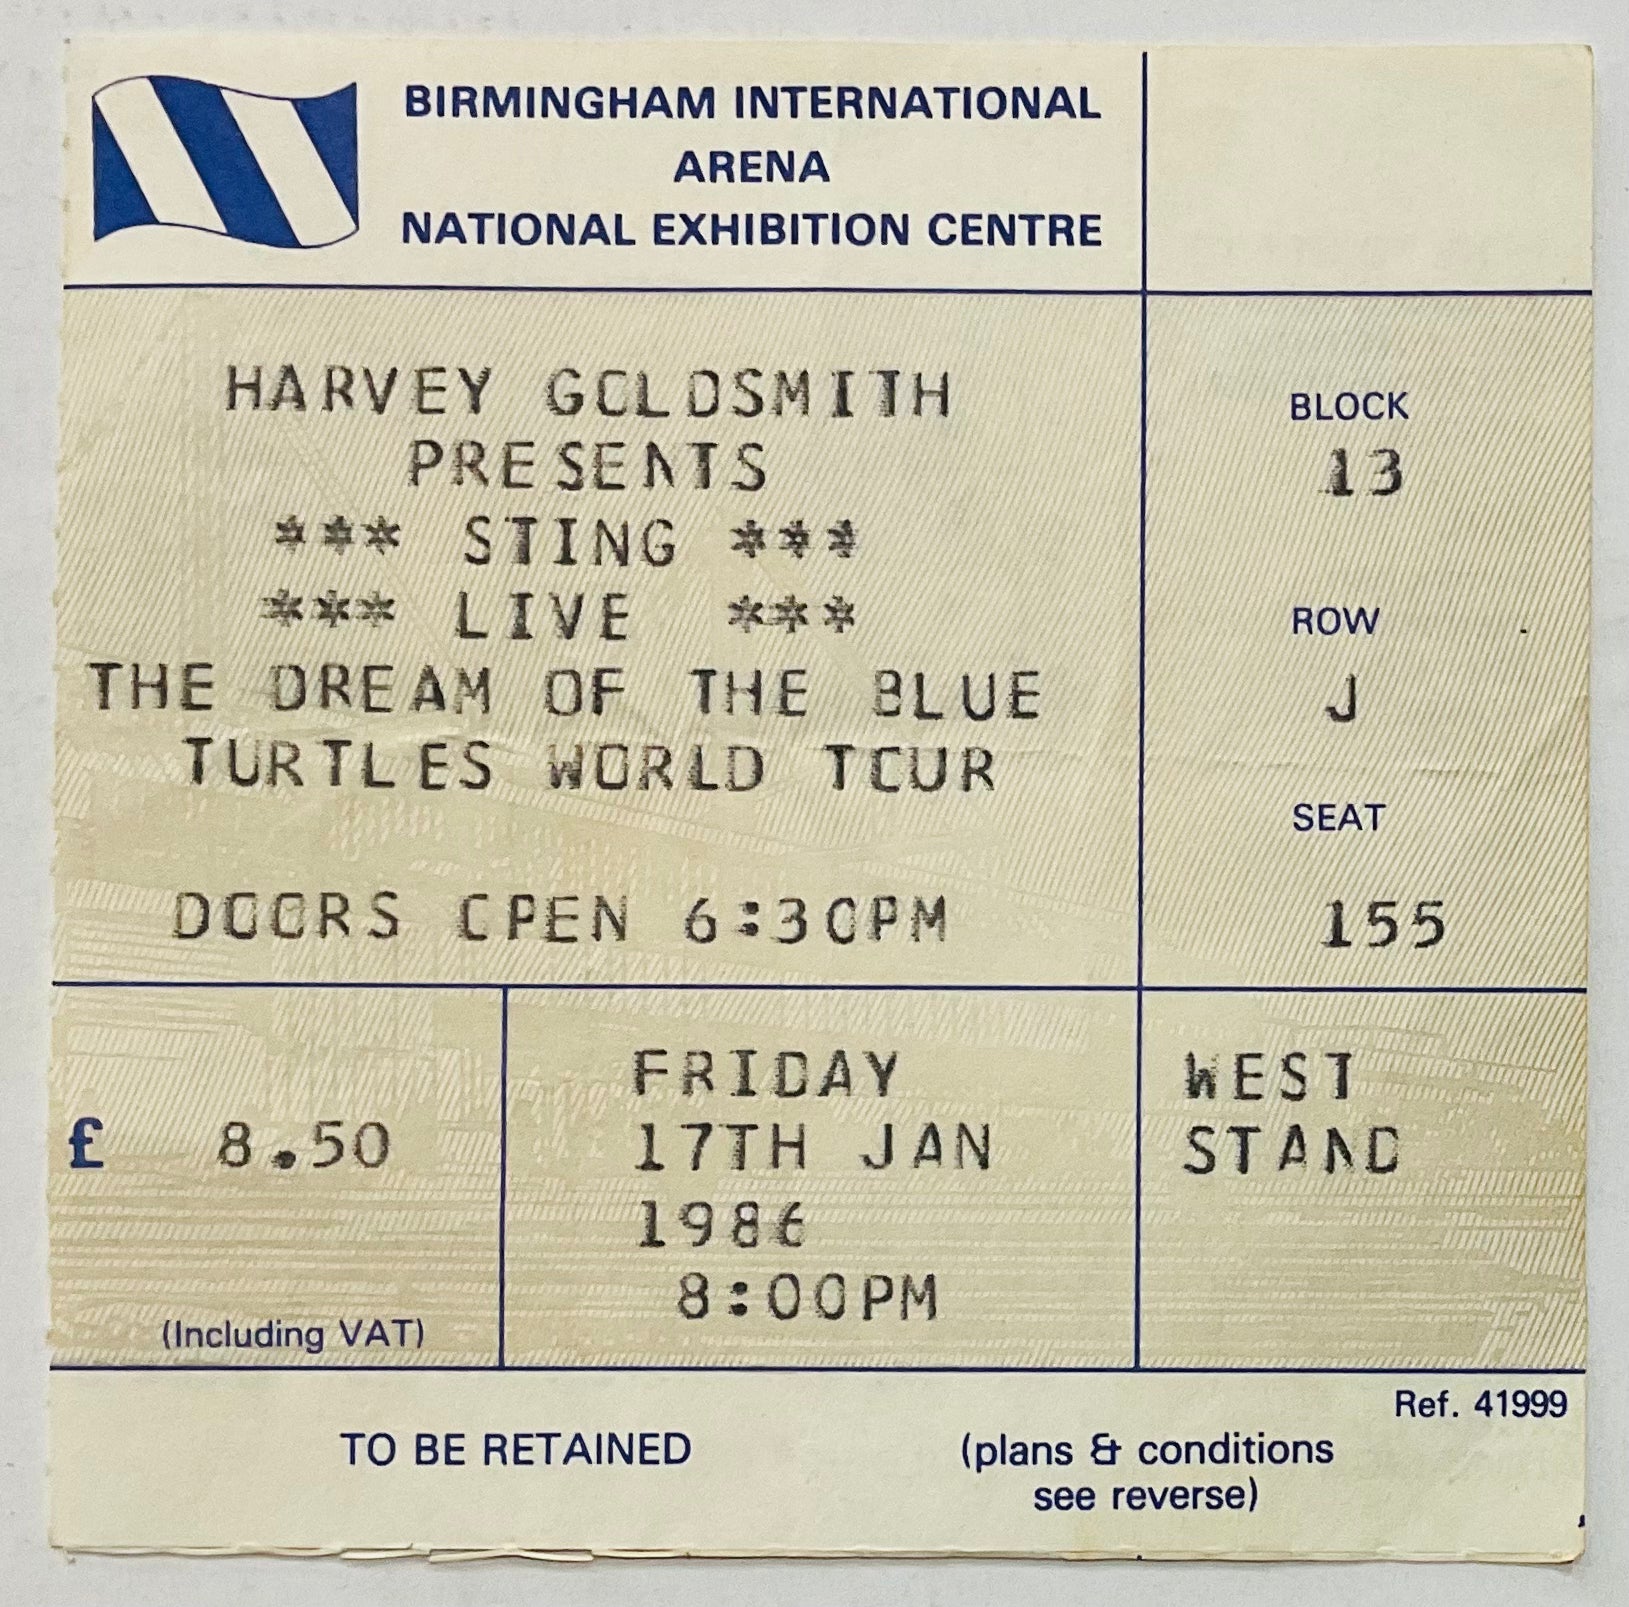 BIRMINGHAM INTERNATIONAL
ARENA
NATIONAL EXHIBITION CENTRE
HARVEY GOLDSMITH
PRESENTS
*** STING ***
*** LIVE ***
THE DREAM OF THE BLUE
TURTLES WORLD TOUR
DOORS OPEN 6:30PM
BLOCK
13
ROW
J
SEAT
155
£ 8.50
(Including VAT)
FRIDAY
17TH JAN
1986
8:00PM
WEST
STAND
Ref. 41999
TO BE RETAINED
(plans & conditions
see reverse)